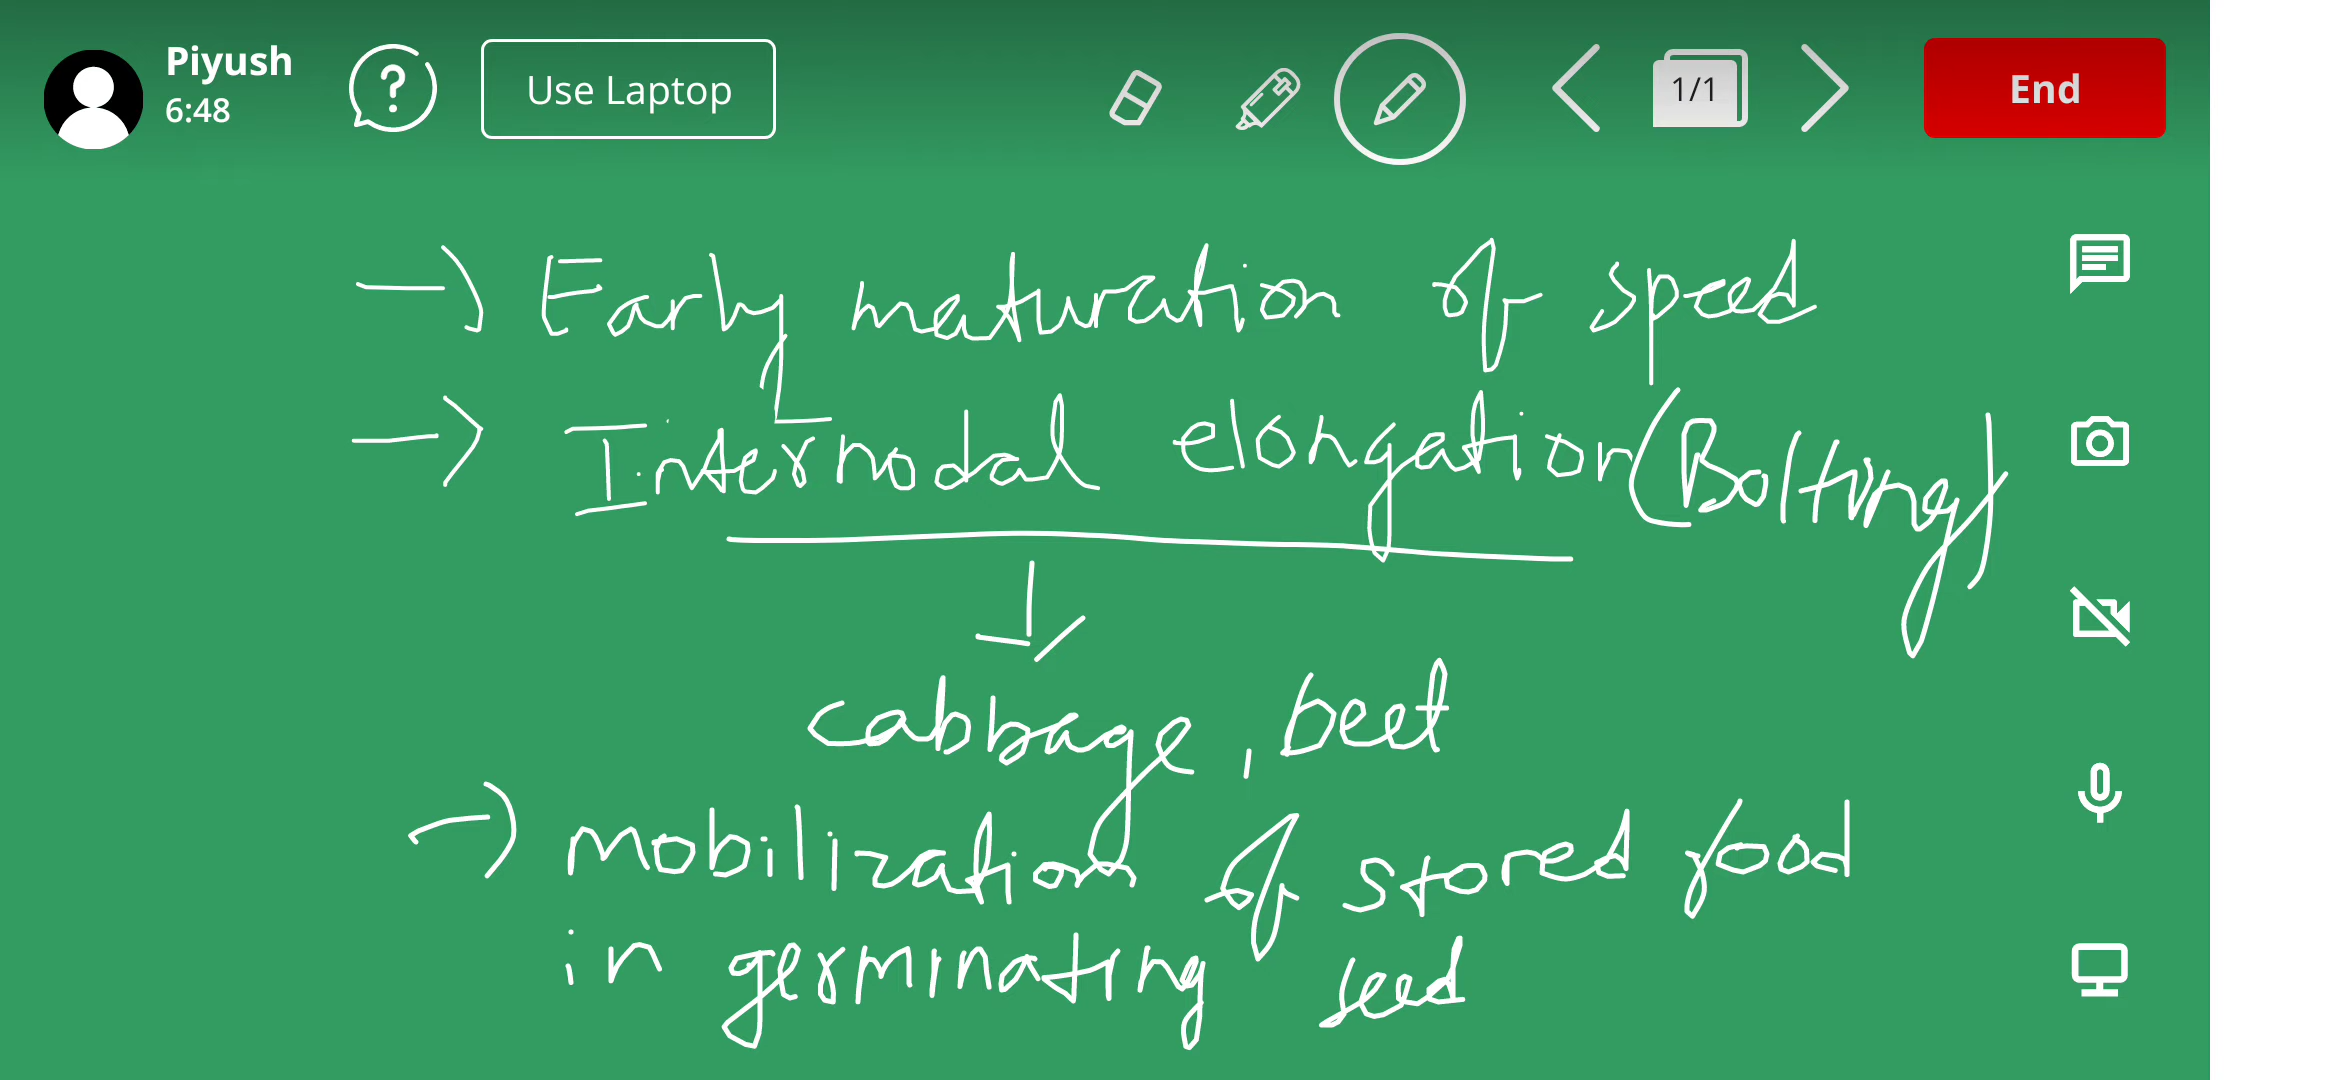 Piyush
6:48
Use Laptop
1/1
End
→ Early maturation of speed
→ Internodal elongation (Bolting)
cabbage, beet
→ mobilization of stored food
in germinating seed